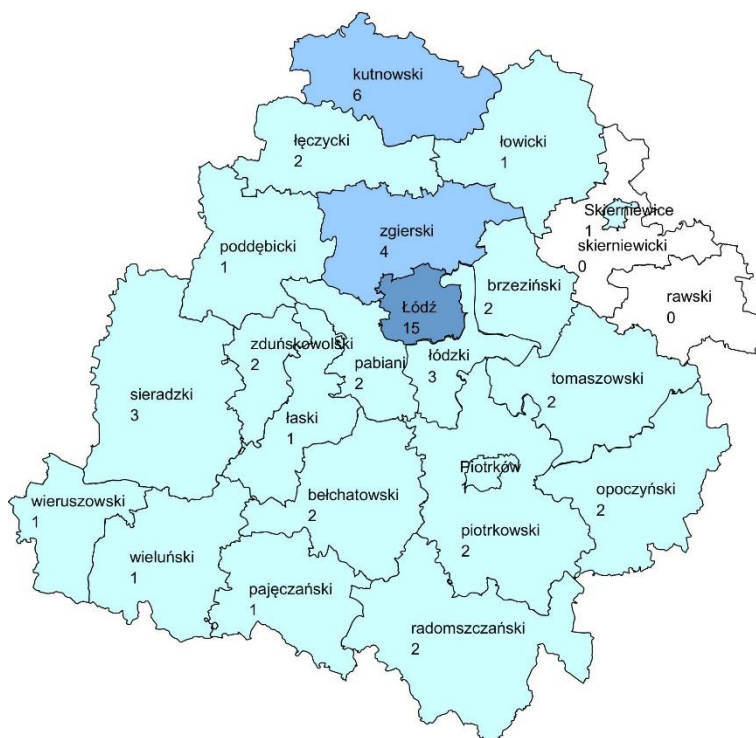 kutnowski
6
łęczycki
2
łowicki
1
Skierniewice
1
skierniewicki
0
zgierski
4
poddębicki
1
brzeziński
2
rawski
0
Łódź
15
zduńskowolski
2
pabiani
2
łódzki
3
tomaszowski
2
sieradzki
3
łaski
1
Piotrków
wieruszowski
1
bełchatowski
2
opoczyński
2
piotrkowski
2
wieluński
1
pajęczański
1
radomszczański
2